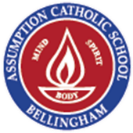 ASSUMPTION CATHOLIC SCHOOL
MIND
SPIRIT
BODY
BELLINGHAM